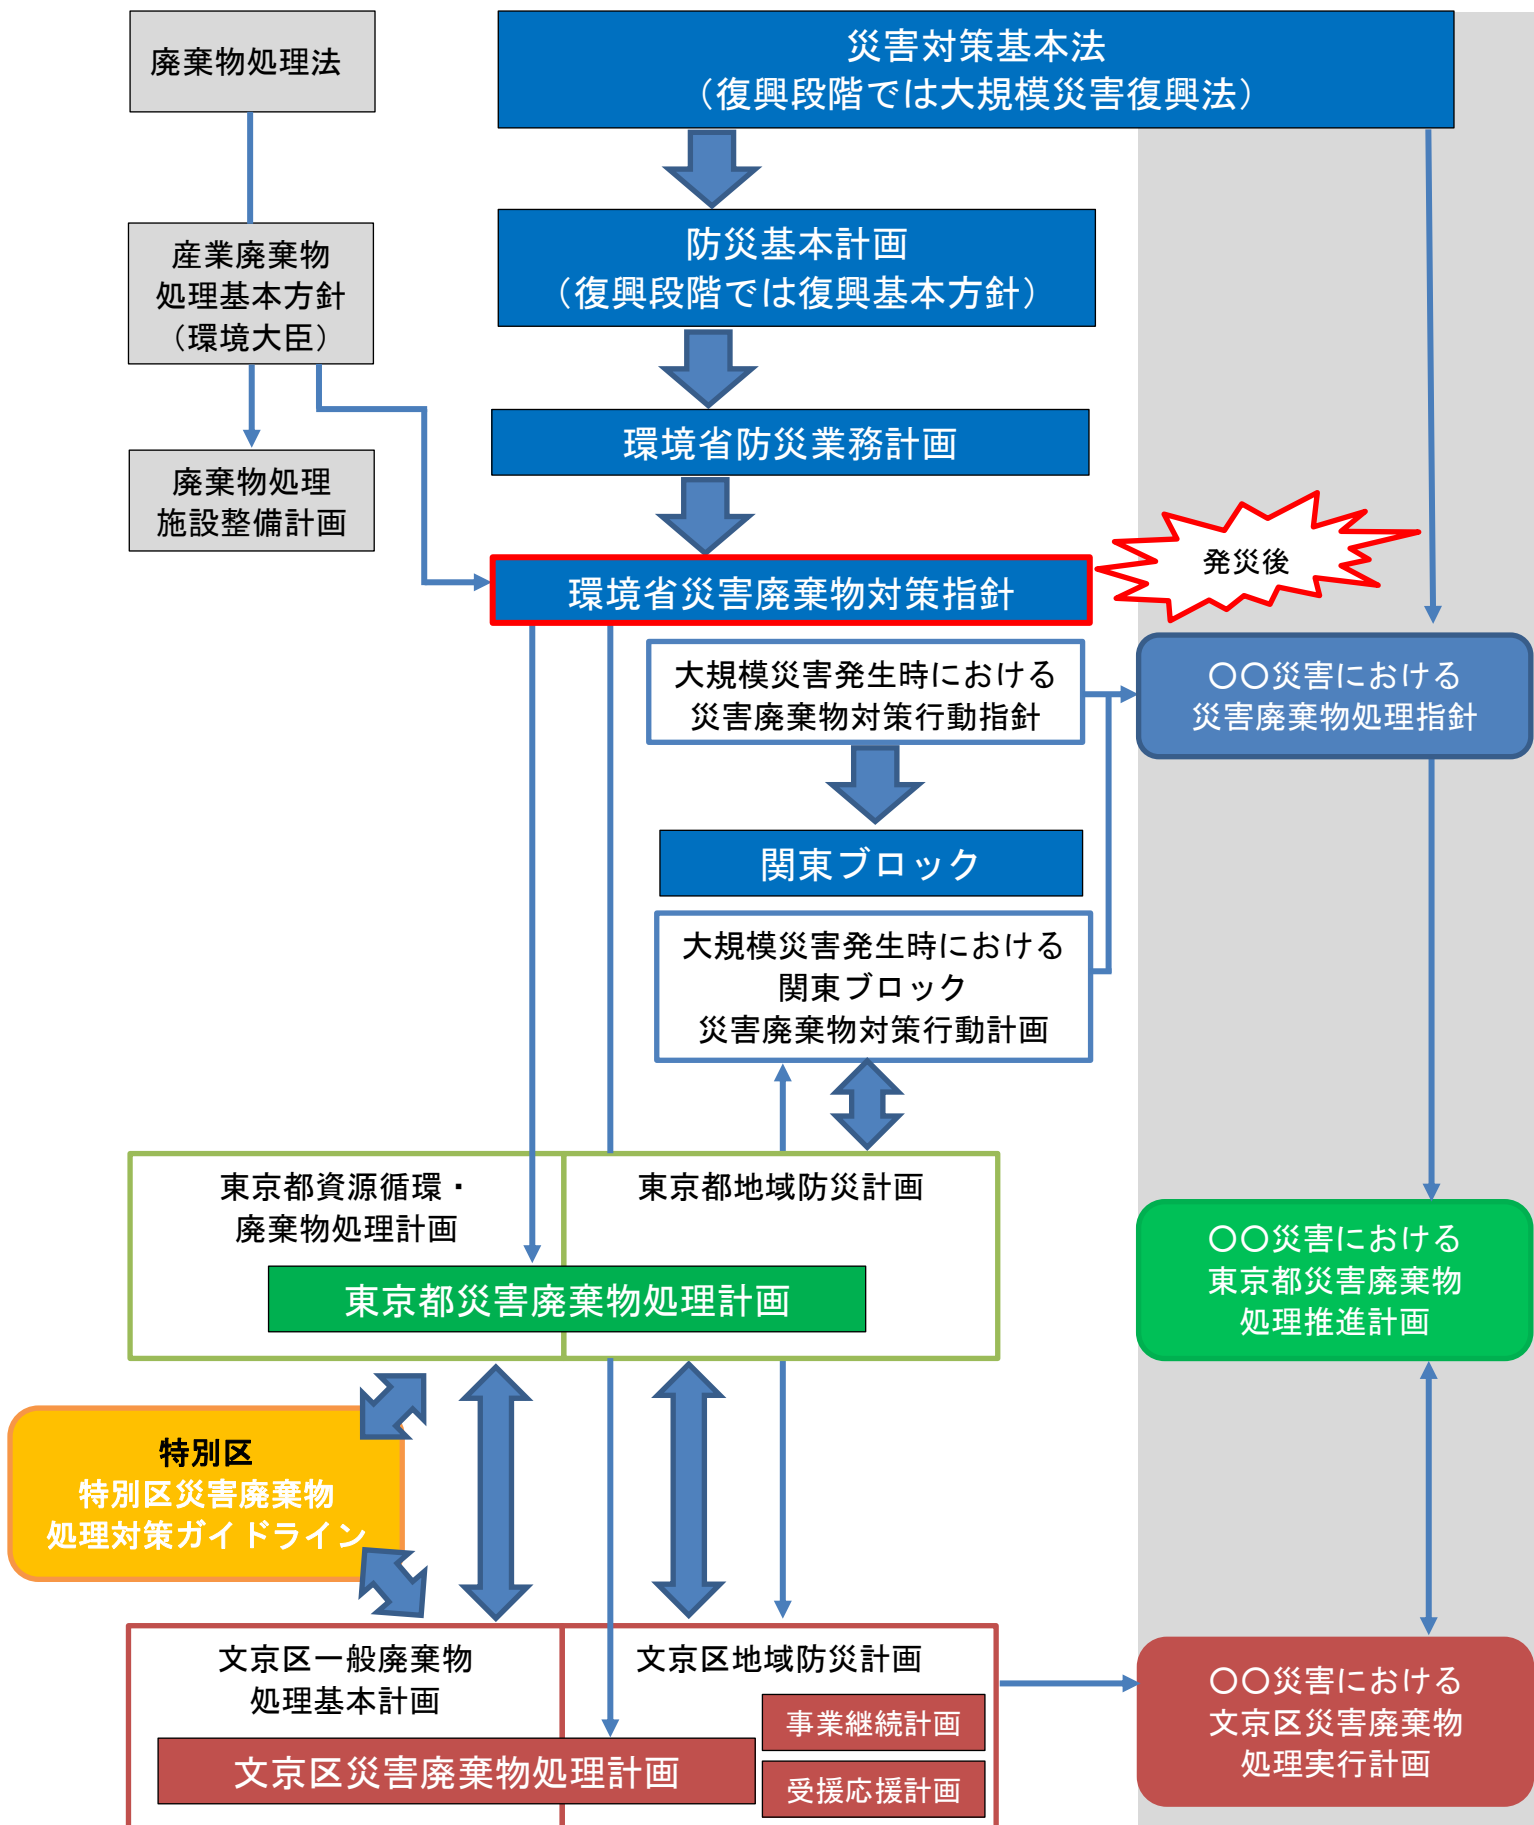 廃棄物処理法
災害対策基本法
（復興段階では大規模災害復興法）
産業廃棄物
処理基本方針
（環境大臣）
防災基本計画
（復興段階では復興基本方針）
環境省防災業務計画
廃棄物処理
施設整備計画
発災後
環境省災害廃棄物対策指針
大規模災害発生時における
災害廃棄物対策行動指針
〇〇災害における
災害廃棄物処理指針
関東ブロック
大規模災害発生時における
関東ブロック
災害廃棄物対策行動計画
東京都資源循環・
廃棄物処理計画
東京都地域防災計画
東京都災害廃棄物処理計画
〇〇災害における
東京都災害廃棄物
処理推進計画
特別区
特別区災害廃棄物
処理対策ガイドライン
文京区一般廃棄物
処理基本計画
文京区地域防災計画
事業継続計画
文京区災害廃棄物処理計画
受援応援計画
〇〇災害における
文京区災害廃棄物
処理実行計画